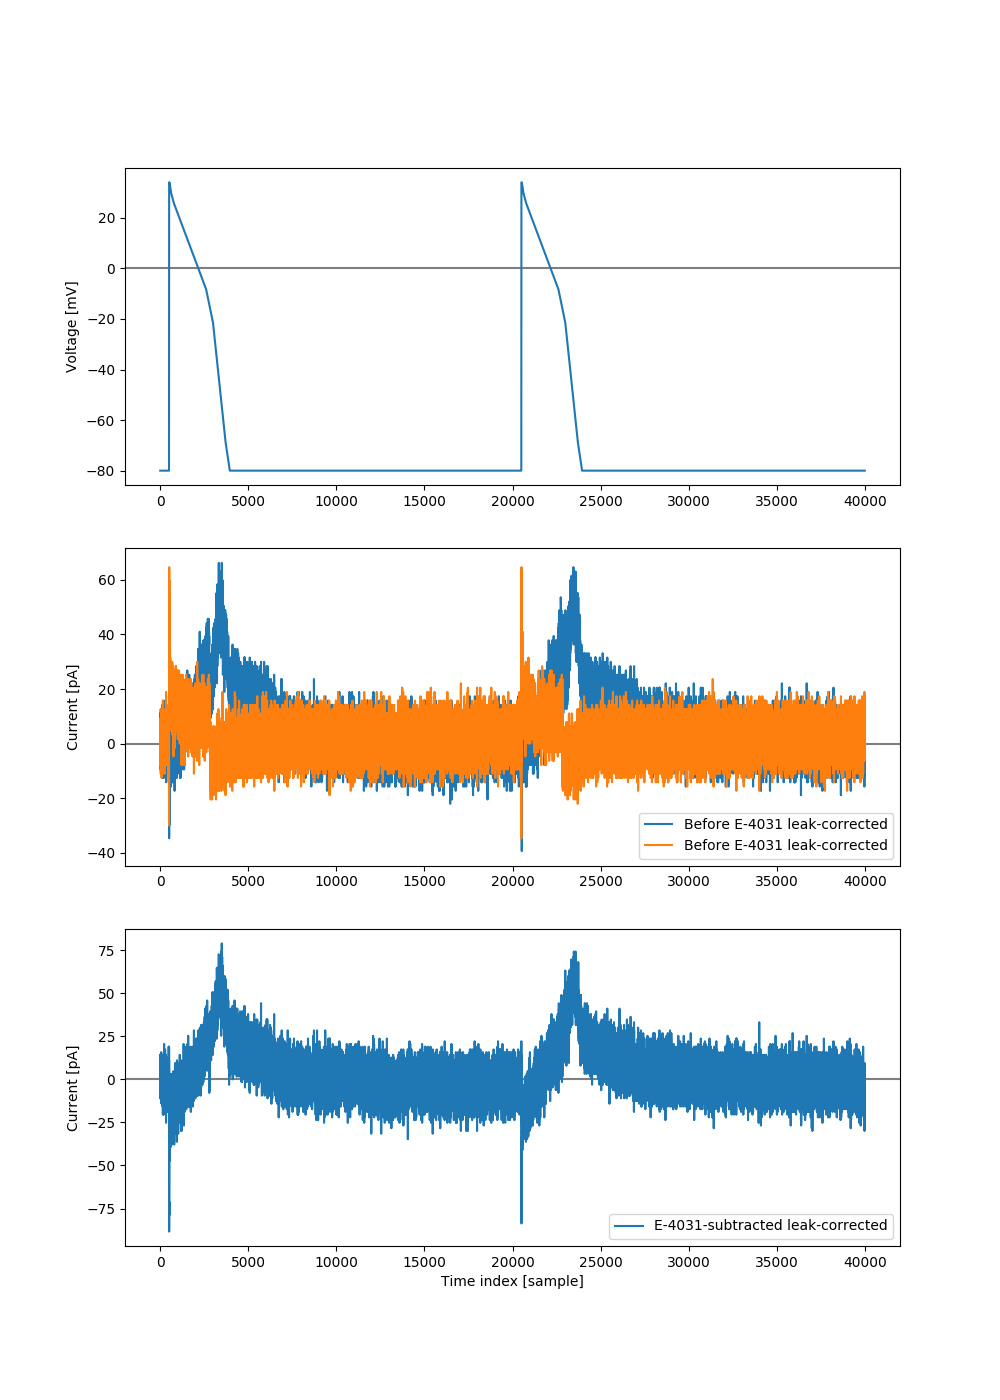 20
0
−20
−40
−60
−80
Voltage [mV]
0 5000 10000 15000 20000 25000 30000 35000 40000
60
40
20
0
−20
−40
Current [pA]
Before E-4031 leak-corrected
Before E-4031 leak-corrected
0 5000 10000 15000 20000 25000 30000 35000 40000
75
50
25
0
−25
−50
−75
Current [pA]
E-4031-subtracted leak-corrected
0 5000 10000 15000 20000 25000 30000 35000 40000
Time index [sample]